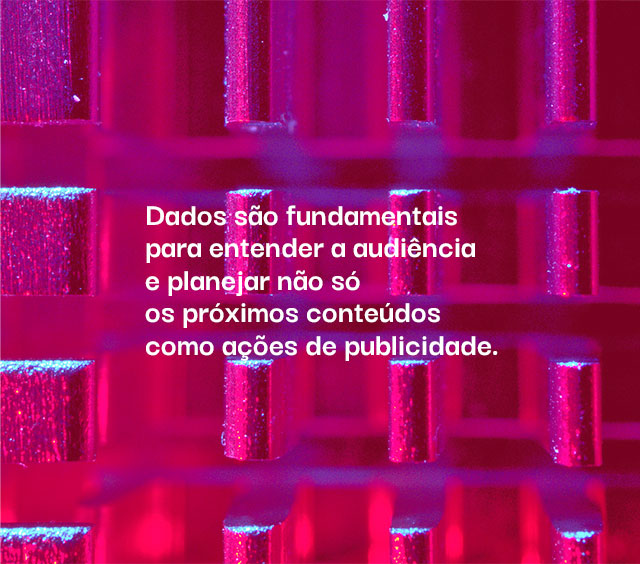 Dados são fundamentais
para entender a audiência
e planejar não só
os próximos conteúdos
como ações de publicidade.